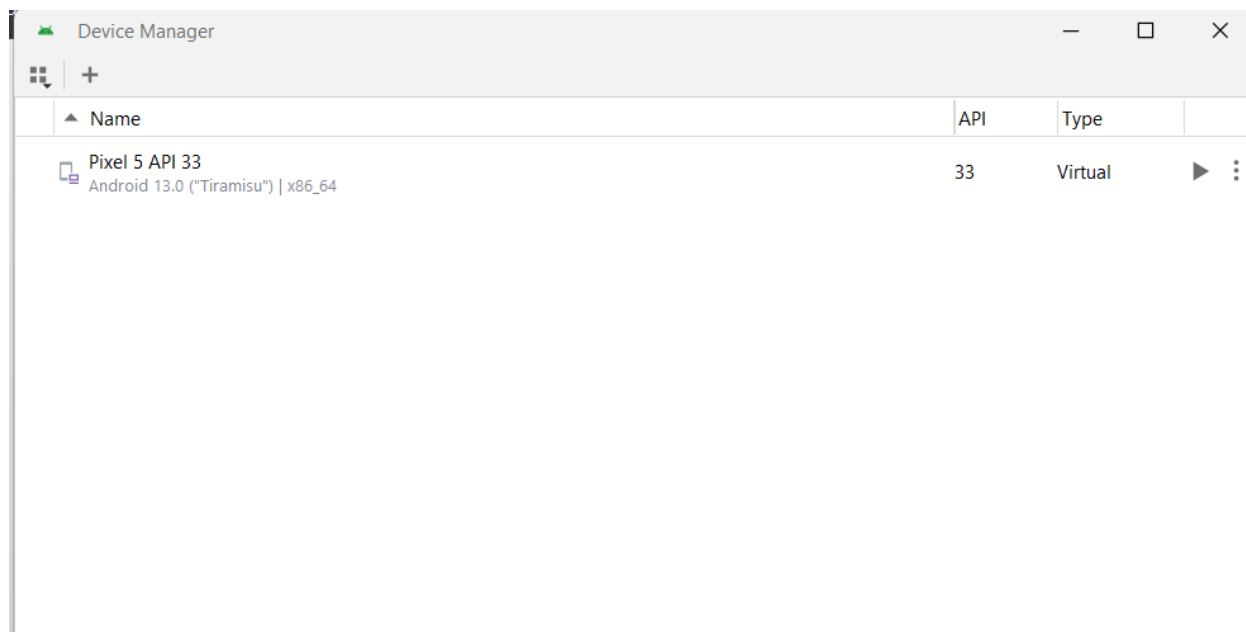 Device Manager
Name API Type
Pixel 5 API 33
Android 13.0 ("Tiramisu") | x86_64
33 Virtual